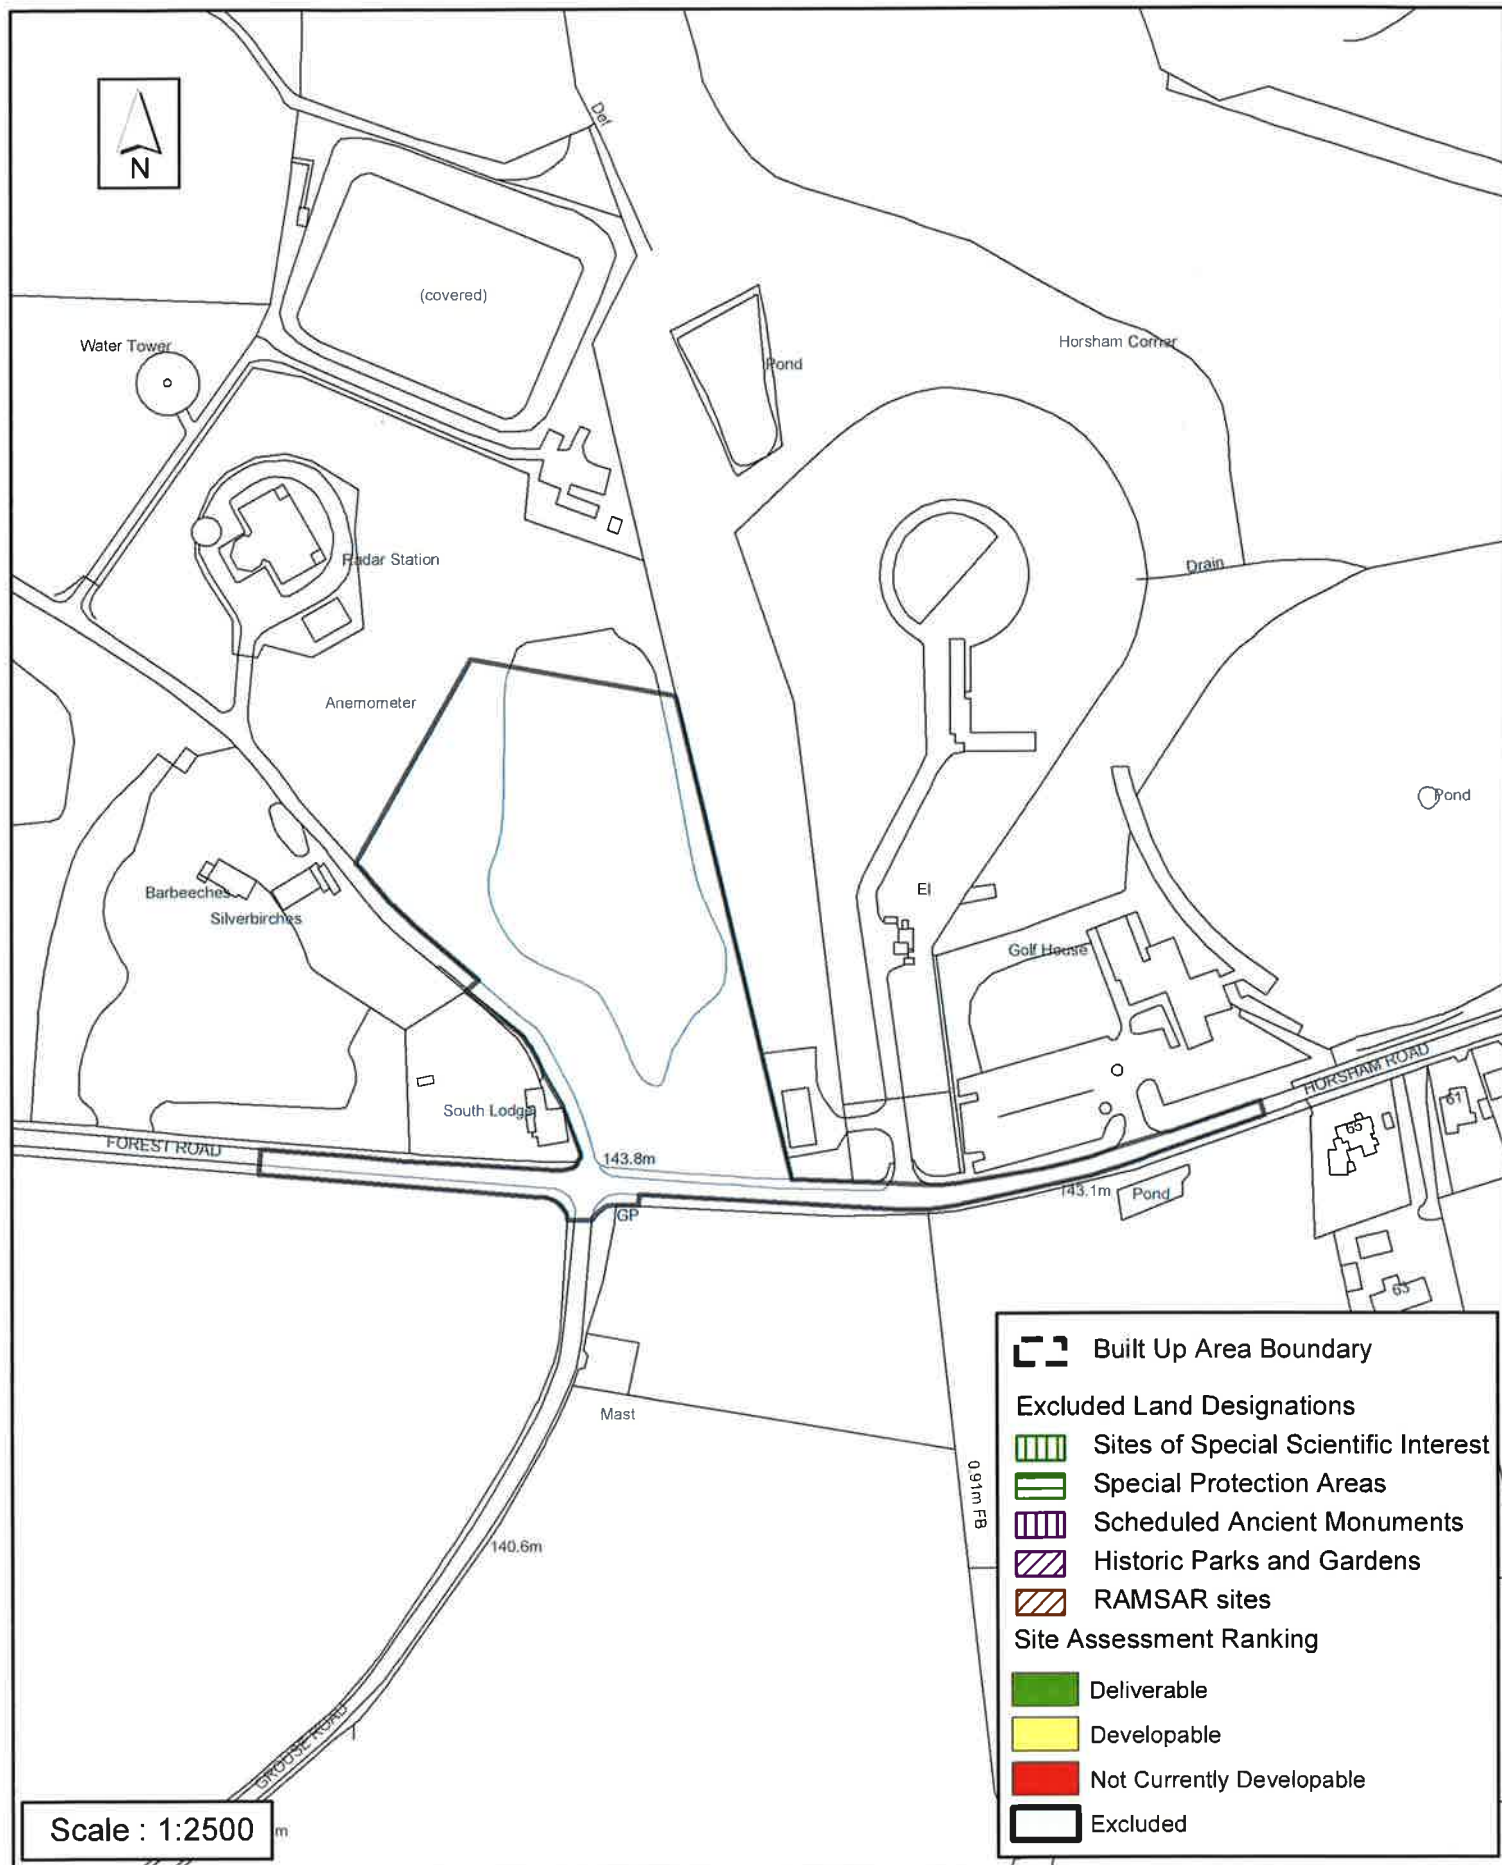 N
Def
(covered)
Water Tower
Pond
Horsham Corner
Radar Station
Drain
Anemometer
Pond
El
Barbeeches
Silverbirches
Golf House
HORSHAM ROAD
61
65
South Lodge
FOREST ROAD
143.8m
143.1m
Pond
GP
63
Mast
0.91m FB
140.6m
GROUSE ROAD
Built Up Area Boundary
Excluded Land Designations
Sites of Special Scientific Interest
Special Protection Areas
Scheduled Ancient Monuments
Historic Parks and Gardens
RAMSAR sites
Site Assessment Ranking
Deliverable
Developable
Not Currently Developable
Excluded
Scale : 1:2500
m